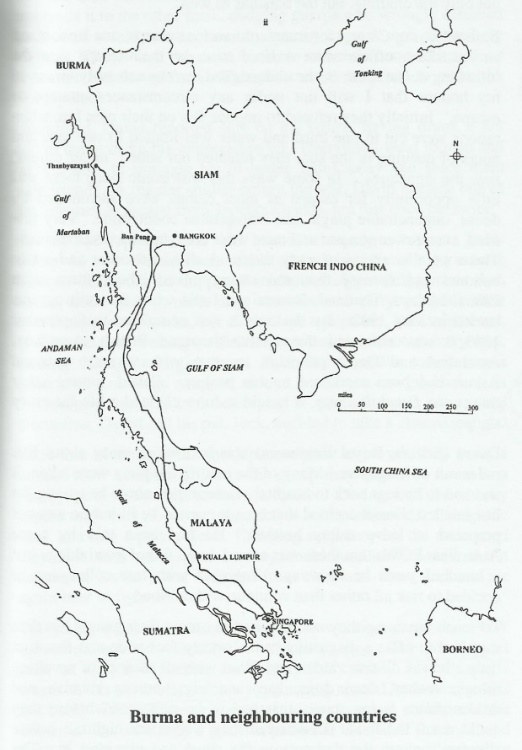 ii
Gulf
of
Tonking
BURMA
N
Thanbyuzayat
SIAM
Gulf
of
Martaban
Ban Pong
BANGKOK
FRENCH INDO CHINA
ANDAMAN
SEA
GULF OF SIAM
miles
0 50 100 150 200 250 300
SOUTH CHINA SEA
Straits of Malacca
MALAYA
KUALA LUMPUR
SUMATRA
SINGAPORE
BORNEO
Burma and neighbouring countries